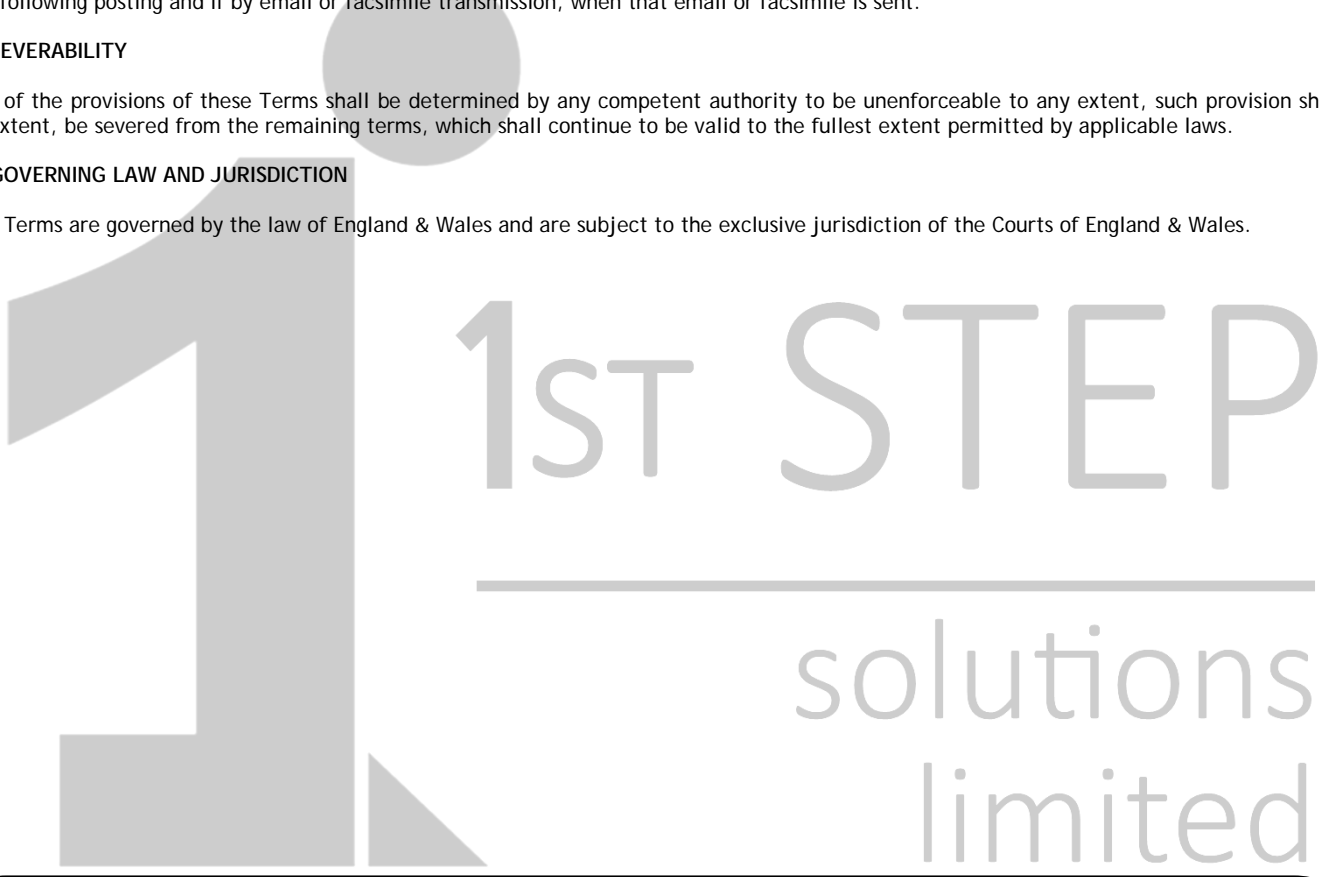 following posting and if by email or facsimile transmission, when that email or facsimile is sent.
EVERABILITY
of the provisions of these Terms shall be determined by any competent authority to be unenforceable to any extent, such provision sh
xtent, be severed from the remaining terms, which shall continue to be valid to the fullest extent permitted by applicable laws.
GOVERNING LAW AND JURISDICTION
Terms are governed by the law of England & Wales and are subject to the exclusive jurisdiction of the Courts of England & Wales.
1ST STEP
solutions
limited